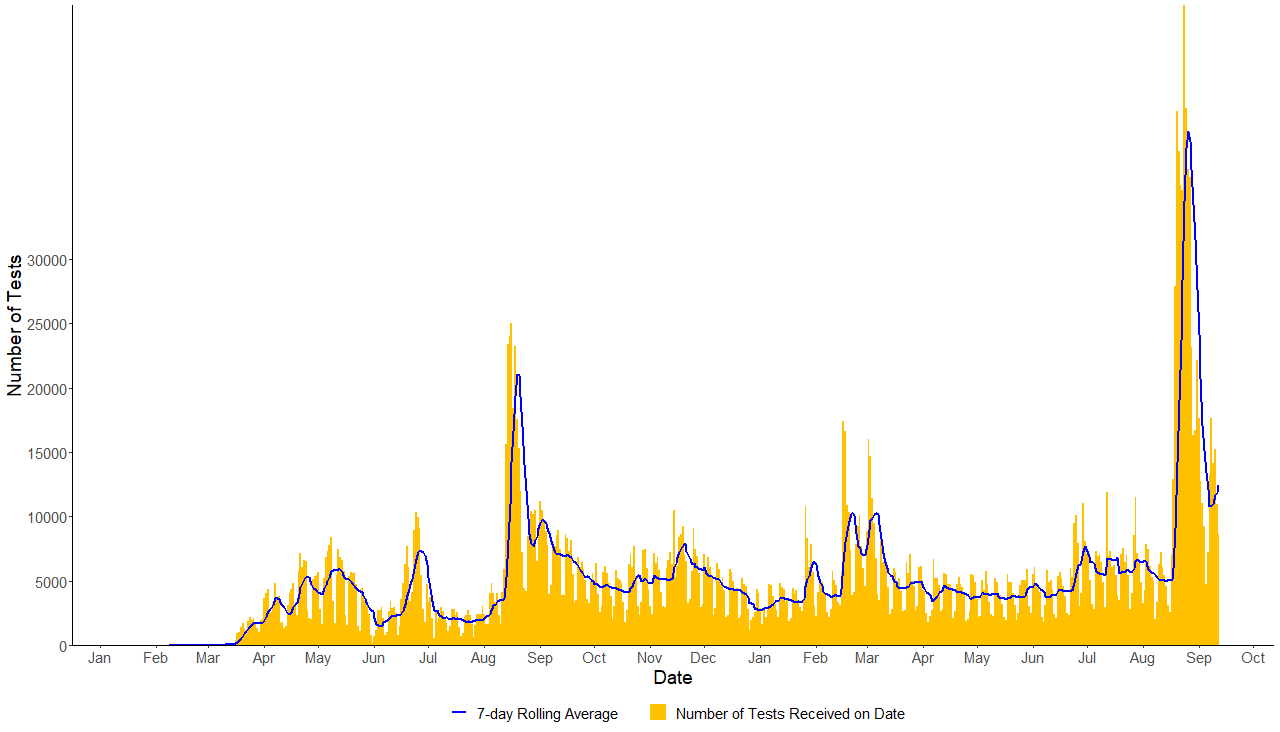 Number of Tests
30000
25000
20000
15000
10000
5000
0
Jan Feb Mar Apr May Jun Jul Aug Sep Oct Nov Dec Jan Feb Mar Apr May Jun Jul Aug Sep Oct
Date
7-day Rolling Average Number of Tests Received on Date